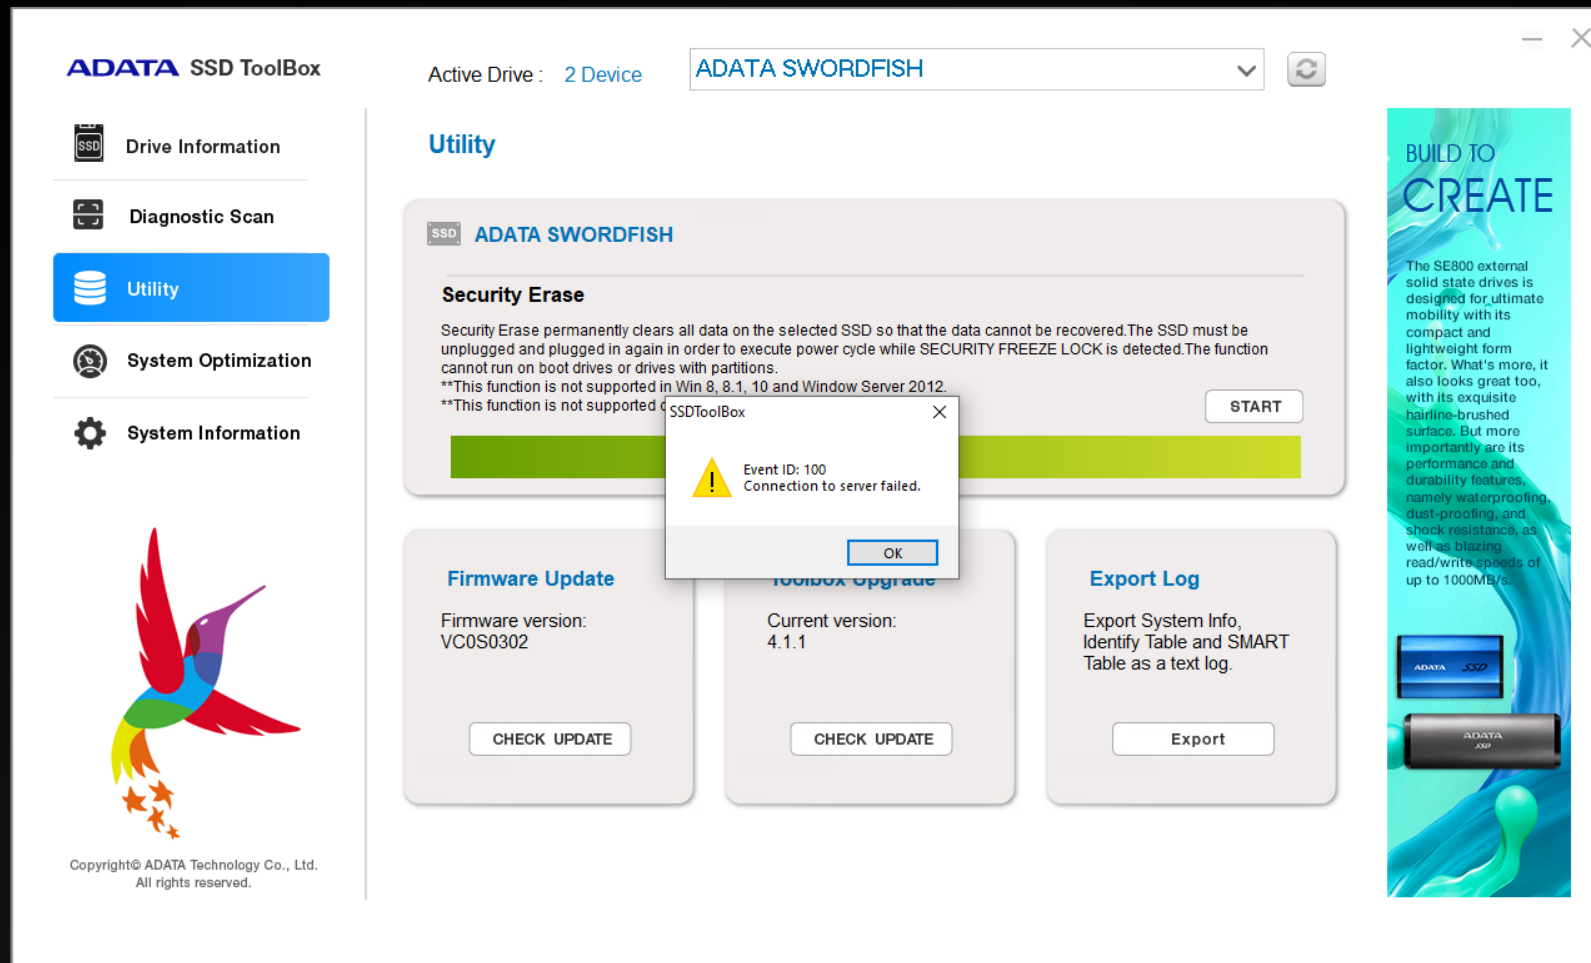 ADATA SSD ToolBox
Active Drive : 2 Device
ADATA SWORDFISH
SSD
Drive Information
Diagnostic Scan
Utility
System Optimization
System Information
Copyright© ADATA Technology Co., Ltd.
All rights reserved.
Utility
SSD ADATA SWORDFISH
Security Erase
Security Erase permanently clears all data on the selected SSD so that the data cannot be recovered.The SSD must be
unplugged and plugged in again in order to execute power cycle while SECURITY FREEZE LOCK is detected.The function
cannot run on boot drives or drives with partitions.
**This function is not supported in Win 8, 8.1, 10 and Window Server 2012.
**This function is not supported
START
SSDToolBox
Event ID: 100
Connection to server failed.
OK
Firmware Update
Firmware version:
VC0S0302
CHECK UPDATE
Toolbox Upgrade
Current version:
4.1.1
CHECK UPDATE
Export Log
Export System Info,
Identify Table and SMART
Table as a text log.
Export
BUILD TO
CREATE
The SE800 external
solid state drives is
designed for ultimate
mobility with its
compact and
lightweight form
factor. What's more, it
also looks great too,
with its exquisite
hairline-brushed
surface. But more
importantly are its
performance and
durability features,
namely waterproofing,
dust-proofing, and
shock resistance, as
well as blazing
read/write speeds of
up to 1000MB/s.
ADATA SSD
ADATA
SSD